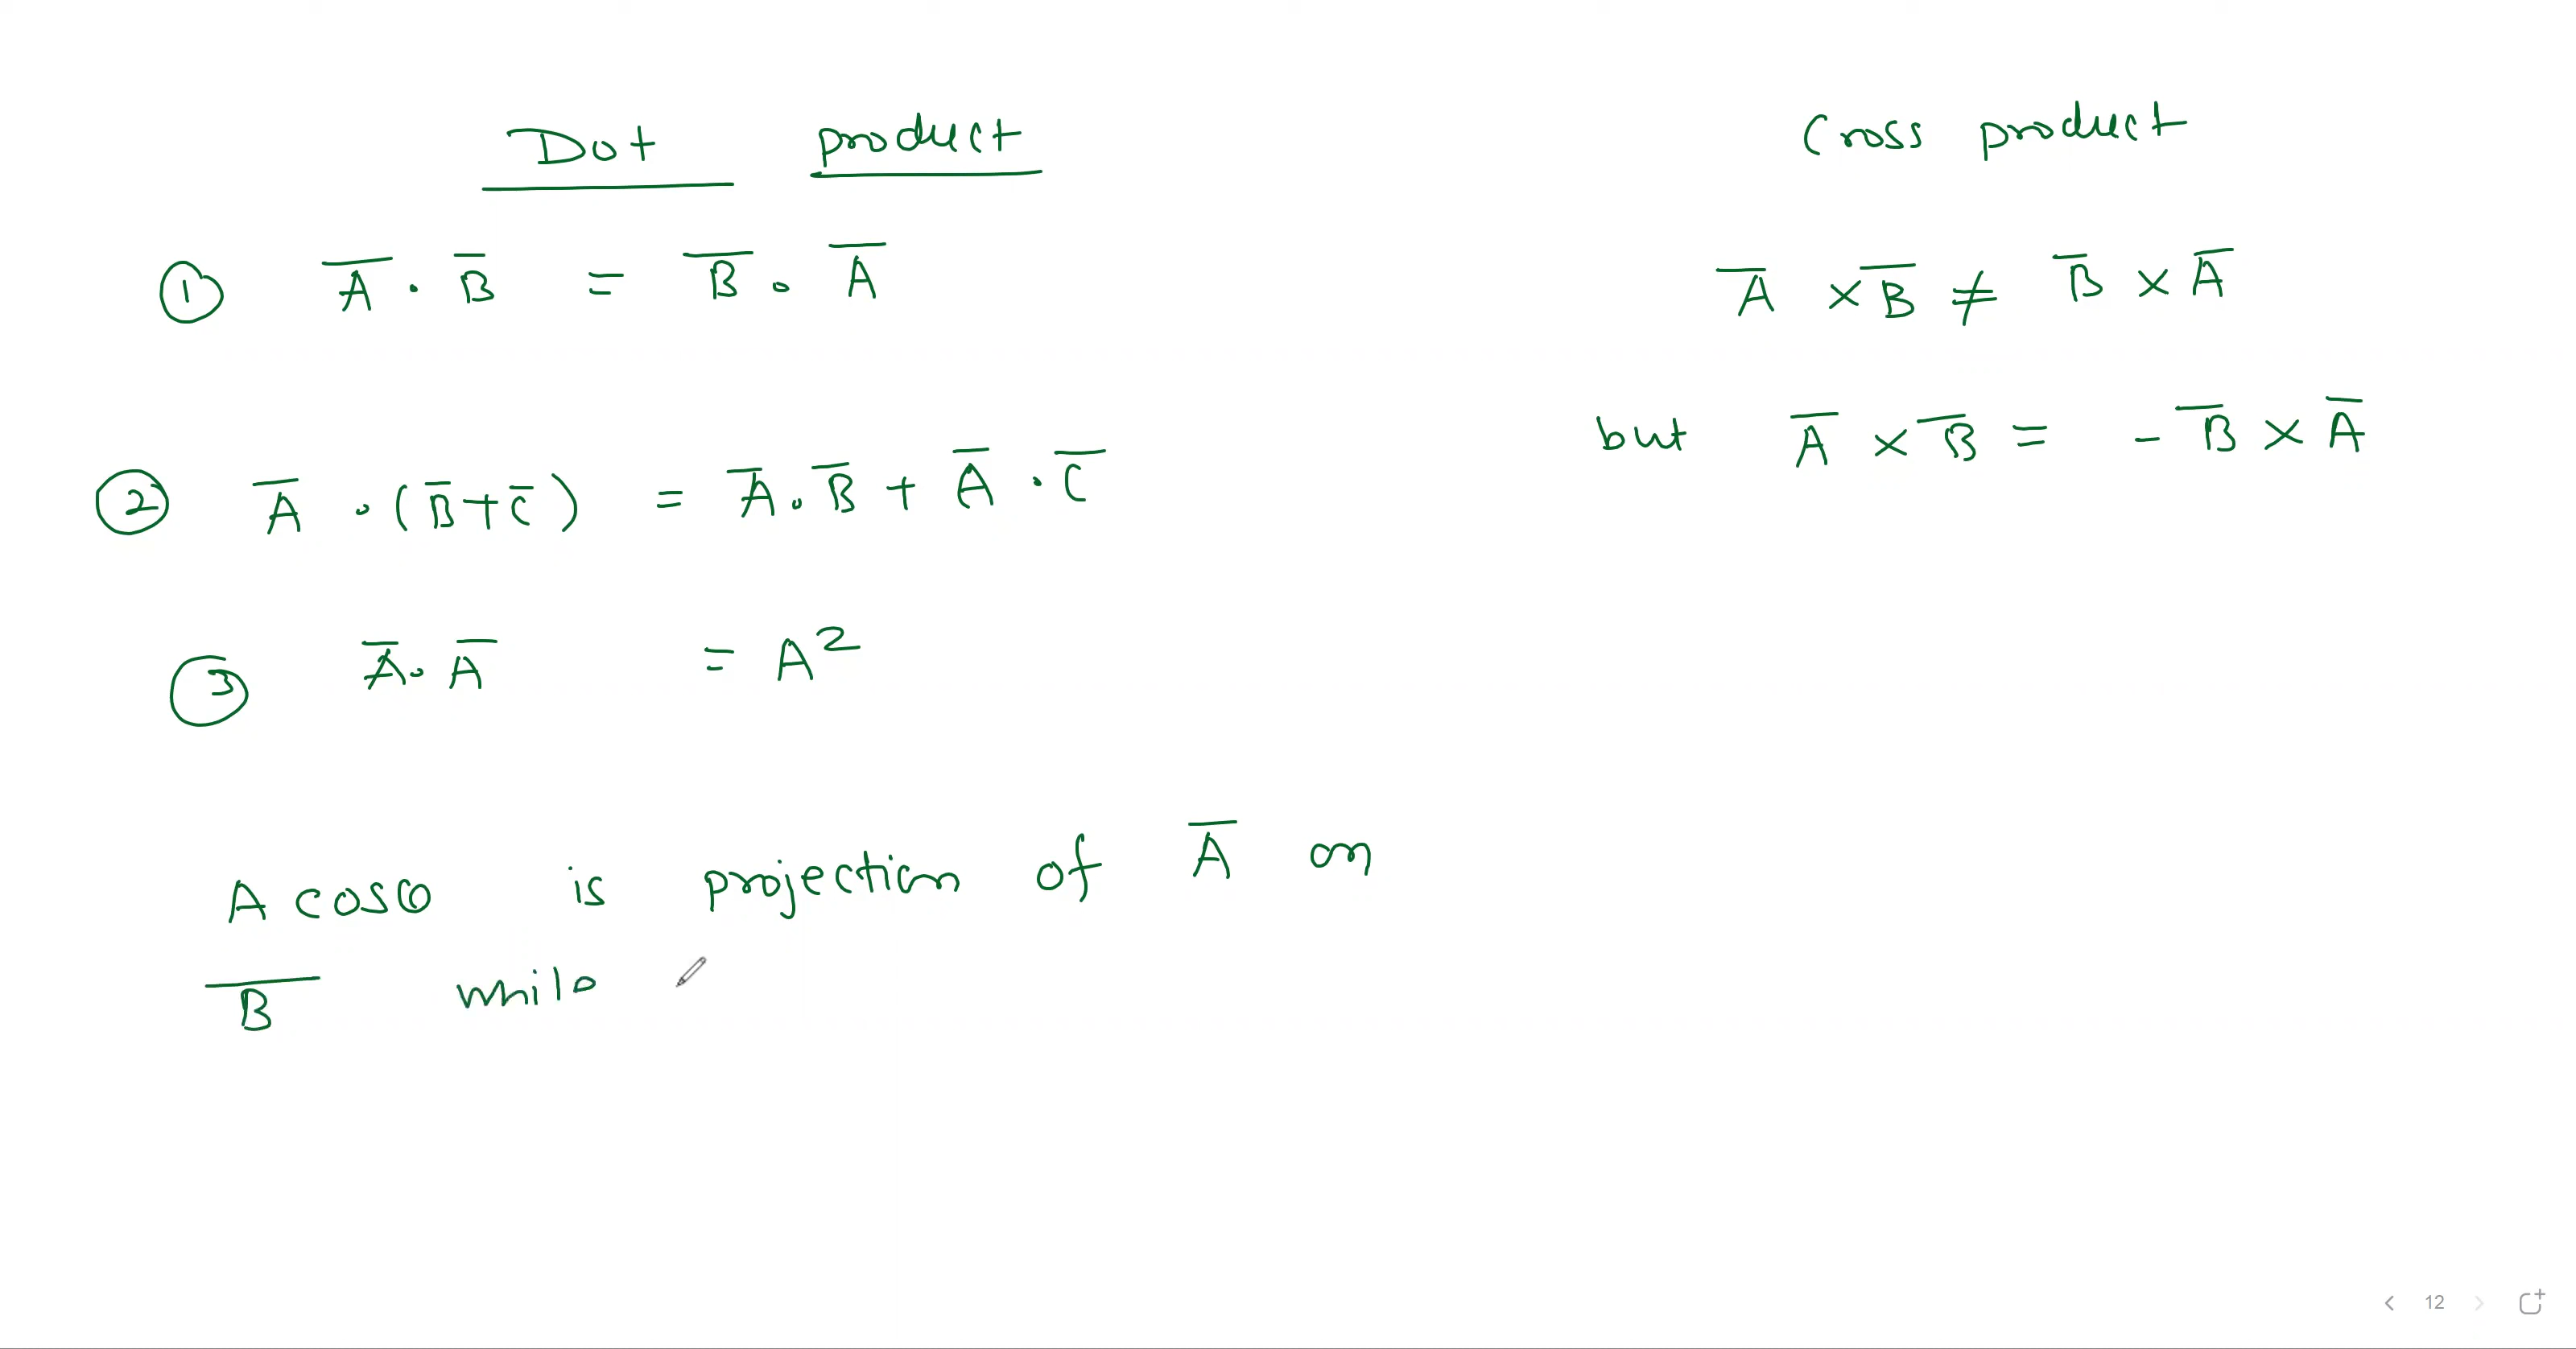 Dot product
① A̅ . B̅ = B̅ . A̅
② A̅ . (B̅ + C̅) = A̅ . B̅ + A̅ . C̅
③ A̅ . A̅ = A²
A cosθ is projection of A̅ on
B̅ while
Cross product
A̅ × B̅ ≠ B̅ × A̅
but A̅ × B̅ = - B̅ × A̅
12